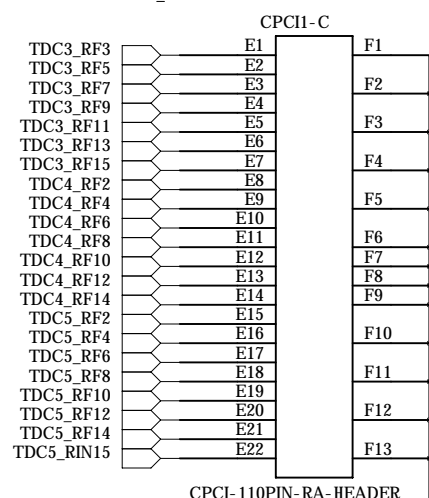 CPCI1-C
TDC3_RF3 E1 F1
TDC3_RF5 E2
TDC3_RF7 E3 F2
TDC3_RF9 E4
TDC3_RF11 E5 F3
TDC3_RF13 E6
TDC3_RF15 E7 F4
TDC4_RF2 E8
TDC4_RF4 E9 F5
TDC4_RF6 E10
TDC4_RF8 E11 F6
TDC4_RF10 E12 F7
TDC4_RF12 E13 F8
TDC4_RF14 E14 F9
TDC5_RF2 E15
TDC5_RF4 E16 F10
TDC5_RF6 E17
TDC5_RF8 E18 F11
TDC5_RF10 E19
TDC5_RF12 E20 F12
TDC5_RF14 E21
TDC5_RIN15 E22 F13
CPCI-110PIN-RA-HEADER